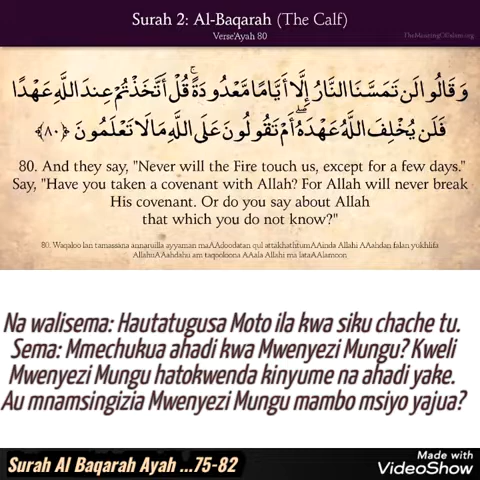 Surah 2: Al-Baqarah (The Calf)
Verse'Ayah 80
TheMeaningOfIslam.org
وَقَالُوا لَن تَمَسَّنَا النَّارُ إِلَّا أَيَّامًا مَّعْدُودَةً ۚ قُلْ أَتَّخَذْتُمْ عِندَ اللَّهِ عَهْدًا
فَلَن يُخْلِفَ اللَّهُ عَهْدَهُ ۖ أَمْ تَقُولُونَ عَلَى اللَّهِ مَا لَا تَعْلَمُونَ ﴿٨٠﴾
80. And they say, "Never will the Fire touch us, except for a few days."
Say, "Have you taken a covenant with Allah? For Allah will never break
His covenant. Or do you say about Allah
that which you do not know?"
80. Waqaloo lan tamassana annaruilla ayyaman maAAdoodatan qul attakhathtumAAinda Allahi AAahdan falan yukhlifa
AllahuAAahdahu am taqooloona AAala Allahi ma lataAAlamoon
Na walisema: Hautatugusa Moto ila kwa siku chache tu.
Sema: Mmechukua ahadi kwa Mwenyezi Mungu? Kweli
Mwenyezi Mungu hatokwenda kinyume na ahadi yake.
Au mnamsingizia Mwenyezi Mungu mambo msiyo yajua?
Surah Al Baqarah Ayah ...75-82
Made with
VideoShow